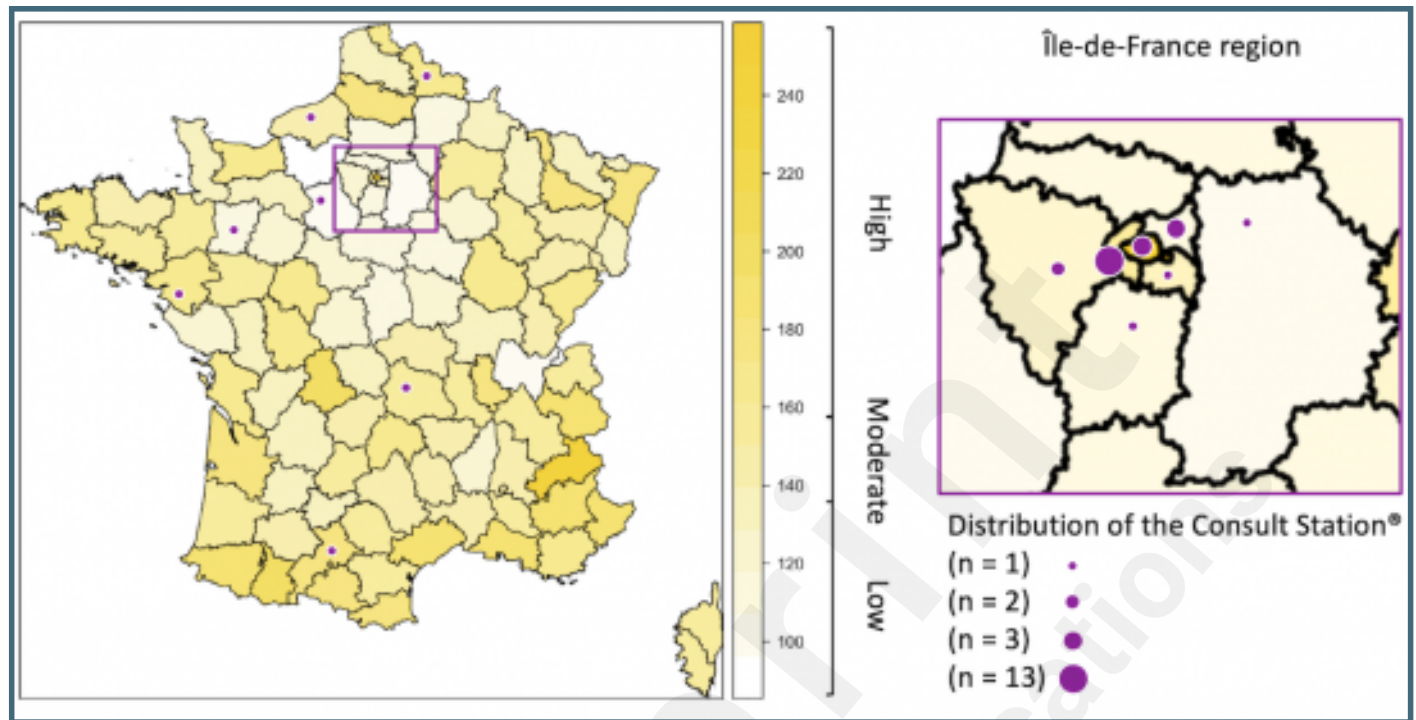 Île-de-France region
240
220
200
180
160
140
120
100
High
Moderate
Low
Distribution of the Consult Station®
(n = 1)
(n = 2)
(n = 3)
(n = 13)